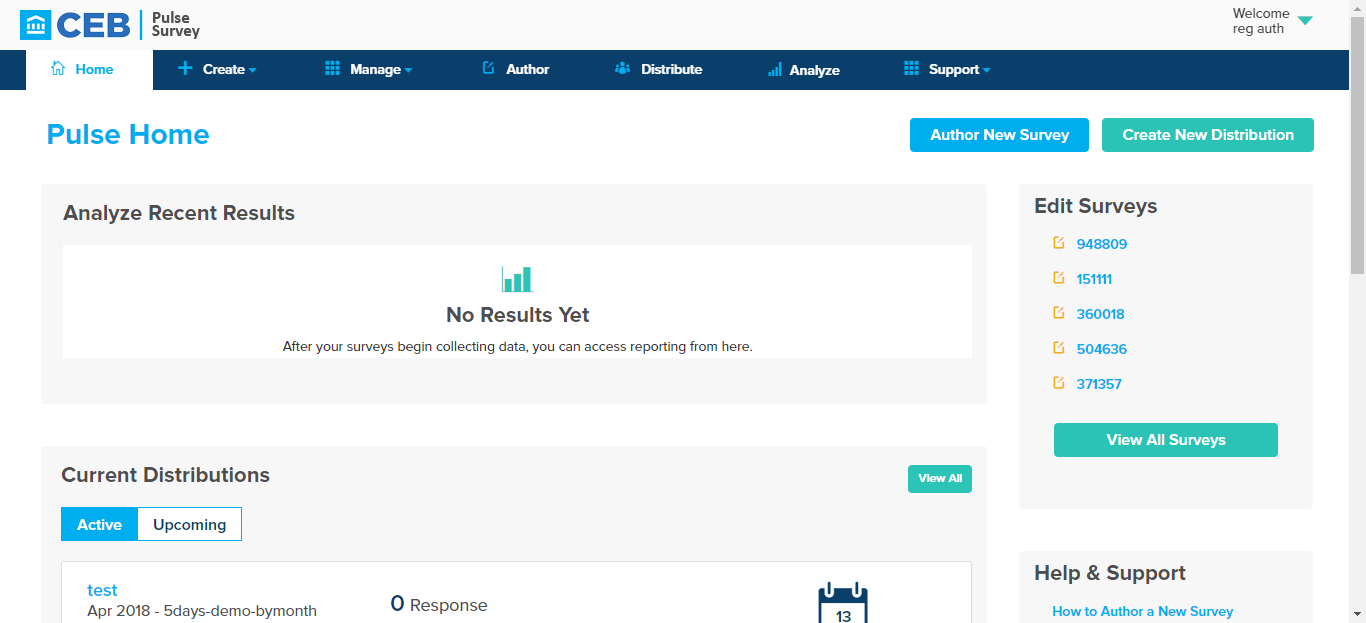 CEB
Pulse
Survey
Welcome
reg auth
Home
Create
Manage
Author
Distribute
Analyze
Support
Pulse Home
Author New Survey
Create New Distribution
Analyze Recent Results
No Results Yet
After your surveys begin collecting data, you can access reporting from here.
Edit Surveys
948809
151111
360018
504636
371357
View All Surveys
Current Distributions
View All
Active
Upcoming
test
Apr 2018 - 5days-demo-bymonth
0 Response
13
Help & Support
How to Author a New Survey